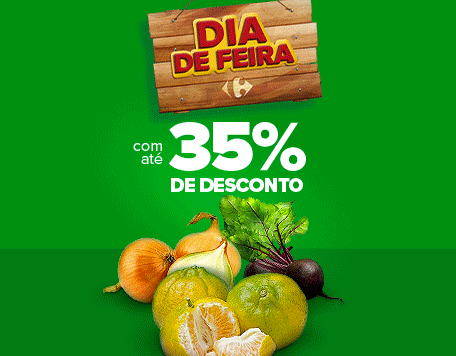 DIA
DE FEIRA
com
até
35%
DE DESCONTO